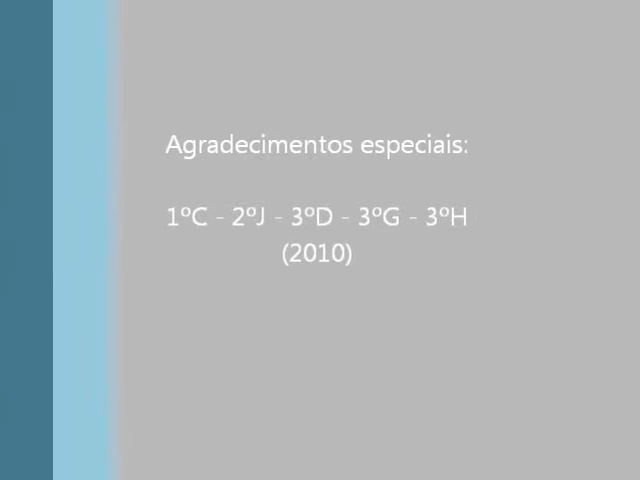 Agradecimentos especiais:
1ºC - 2ºJ - 3ºD - 3ºG - 3ºH
(2010)